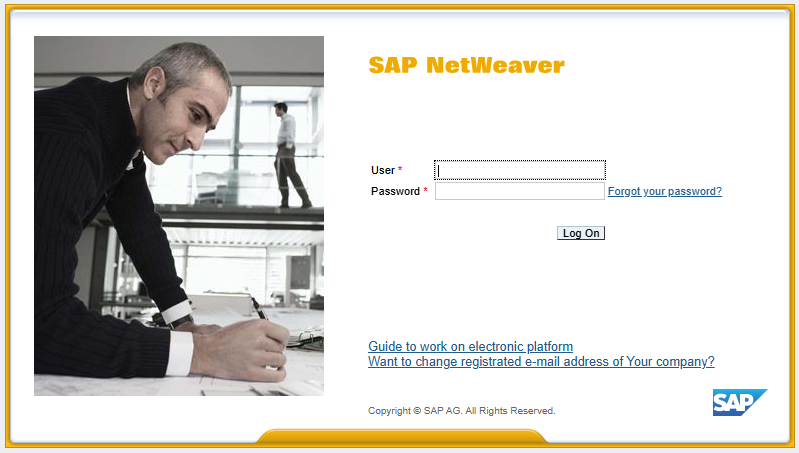 SAP NetWeaver
User *
Password * Forgot your password?
Log On
Guide to work on electronic platform
Want to change registrated e-mail address of Your company?
Copyright © SAP AG. All Rights Reserved.
SAP